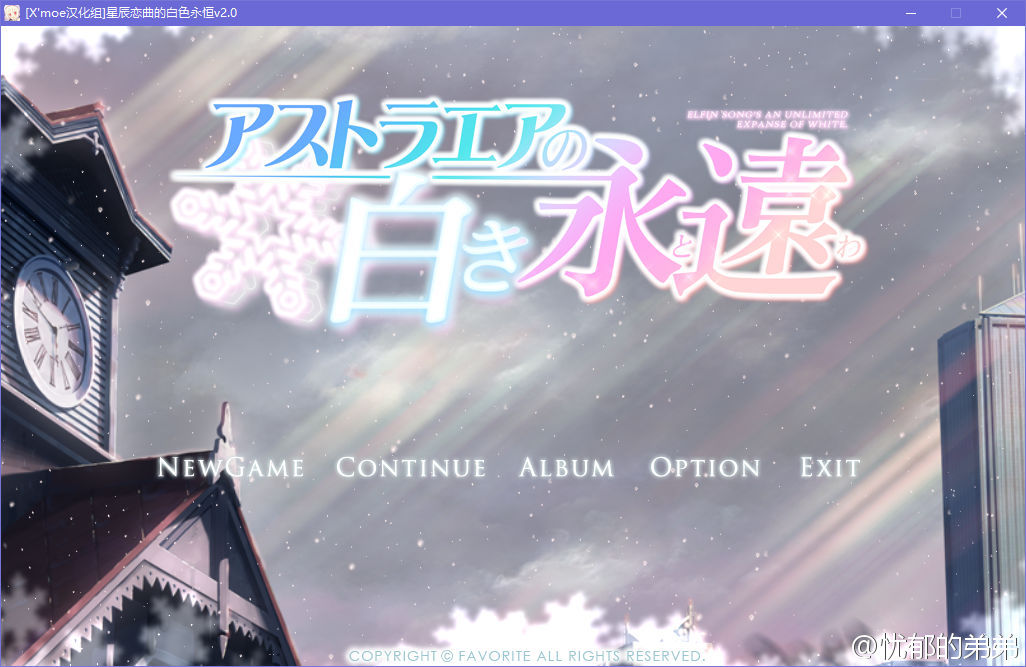 [X'moe汉化组]星辰恋曲的白色永恒v2.0
アストラエアの
ELFIN SONG'S AN UNLIMITED
EXPANSE OF WHITE.
白き永遠
とわ
NEWGAME CONTINUE ALBUM OPTION EXIT
@忧郁的弟弟
COPYRIGHT © FAVORITE ALL RIGHTS RESERVED.